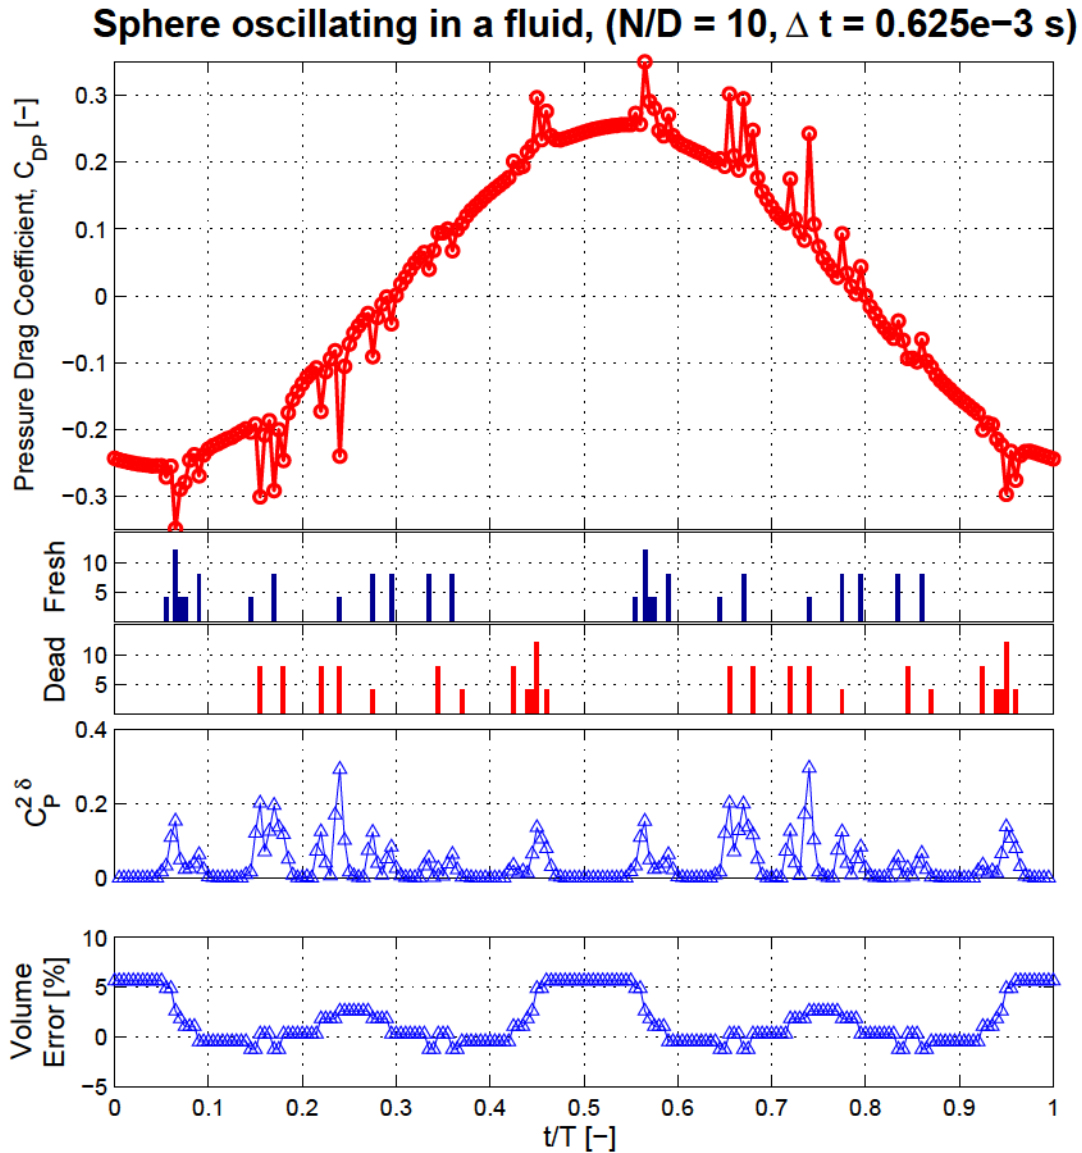 Sphere oscillating in a fluid, (N/D = 10, Δ t = 0.625e−3 s)
Pressure Drag Coefficient, C_DP [−]
0.3
0.2
0.1
0
−0.1
−0.2
−0.3
Fresh
10
5
Dead
10
5
C_P^2 δ
0.4
0.2
0
Volume
Error [%]
10
5
0
−5
0 0.1 0.2 0.3 0.4 0.5 0.6 0.7 0.8 0.9 1
t/T [−]